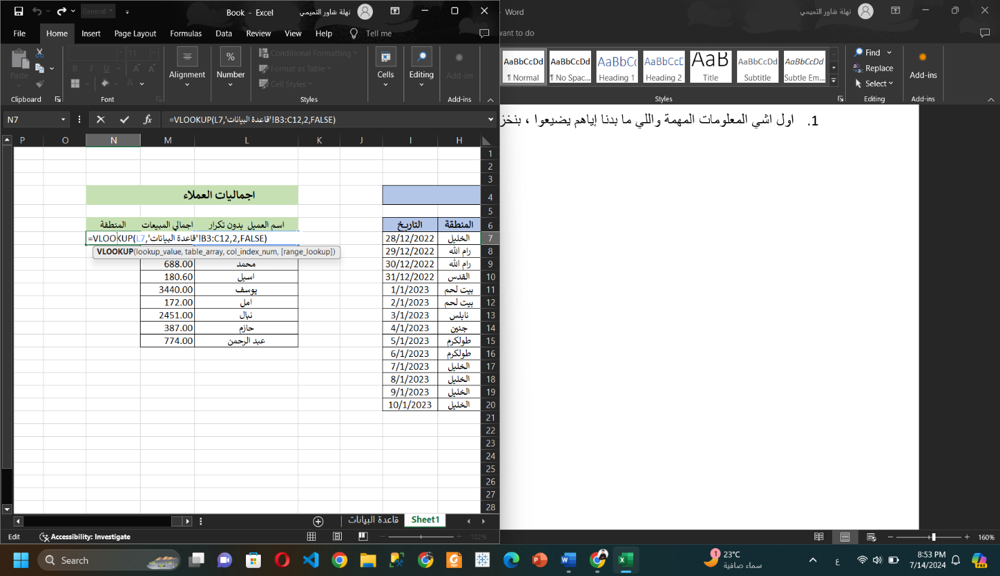 Book - Excel
نهلة شاور التميمي
General
File Home Insert Page Layout Formulas Data Review View Help Tell me
Paste
Clipboard
11
B I U
A A
A
Font
Alignment
Number
Conditional Formatting
Format as Table
Cell Styles
Styles
Cells
Editing
Add-ins
Add-ins
N7
fx
=VLOOKUP(L7,'قاعدة البيانات'!B3:C12,2,FALSE)
P O N M L K J I H
1
2
3
اجماليات العملاء 4
5
المنطقة اجمالي المبيعات اسم العميل بدون تكرار التاريخ المنطقة 6
=VLOOKUP(L7,'قاعدة البيانات'!B3:C12,2,FALSE) 28/12/2022 الخليل 7
VLOOKUP(lookup_value, table_array, col_index_num, [range_lookup]) 29/12/2022 رام الله 8
688.00 محمد 30/12/2022 رام الله 9
180.60 اسيل 31/12/2022 القدس 10
3440.00 يوسف 1/1/2023 بيت لحم 11
172.00 امل 2/1/2023 بيت لحم 12
2451.00 نبال 3/1/2023 نابلس 13
387.00 حازم 4/1/2023 جنين 14
774.00 عبد الرحمن 5/1/2023 طولكرم 15
6/1/2023 طولكرم 16
7/1/2023 الخليل 17
8/1/2023 الخليل 18
9/1/2023 الخليل 19
10/1/2023 الخليل 20
21
22
23
24
25
26
27
28
قاعدة البيانات Sheet1
Edit Accessibility: Investigate 102%
- Word
نهلة شاور التميمي
want to do
AaBbCcDd AaBbCcDd AaBbC AaBbCcD AaB AaBbCcDd AaBbCcDd
¶ Normal ¶ No Spac... Heading 1 Heading 2 Title Subtitle Subtle Em...
Styles
Find
Replace
Select
Editing
Add-ins
Add-ins
1. اول اشي المعلومات المهمة واللي ما بدنا إياهم يضيعوا ، بنخز
160%
Search
1
23°C
سماء صافية
ع
8:53 PM
7/14/2024
PRE